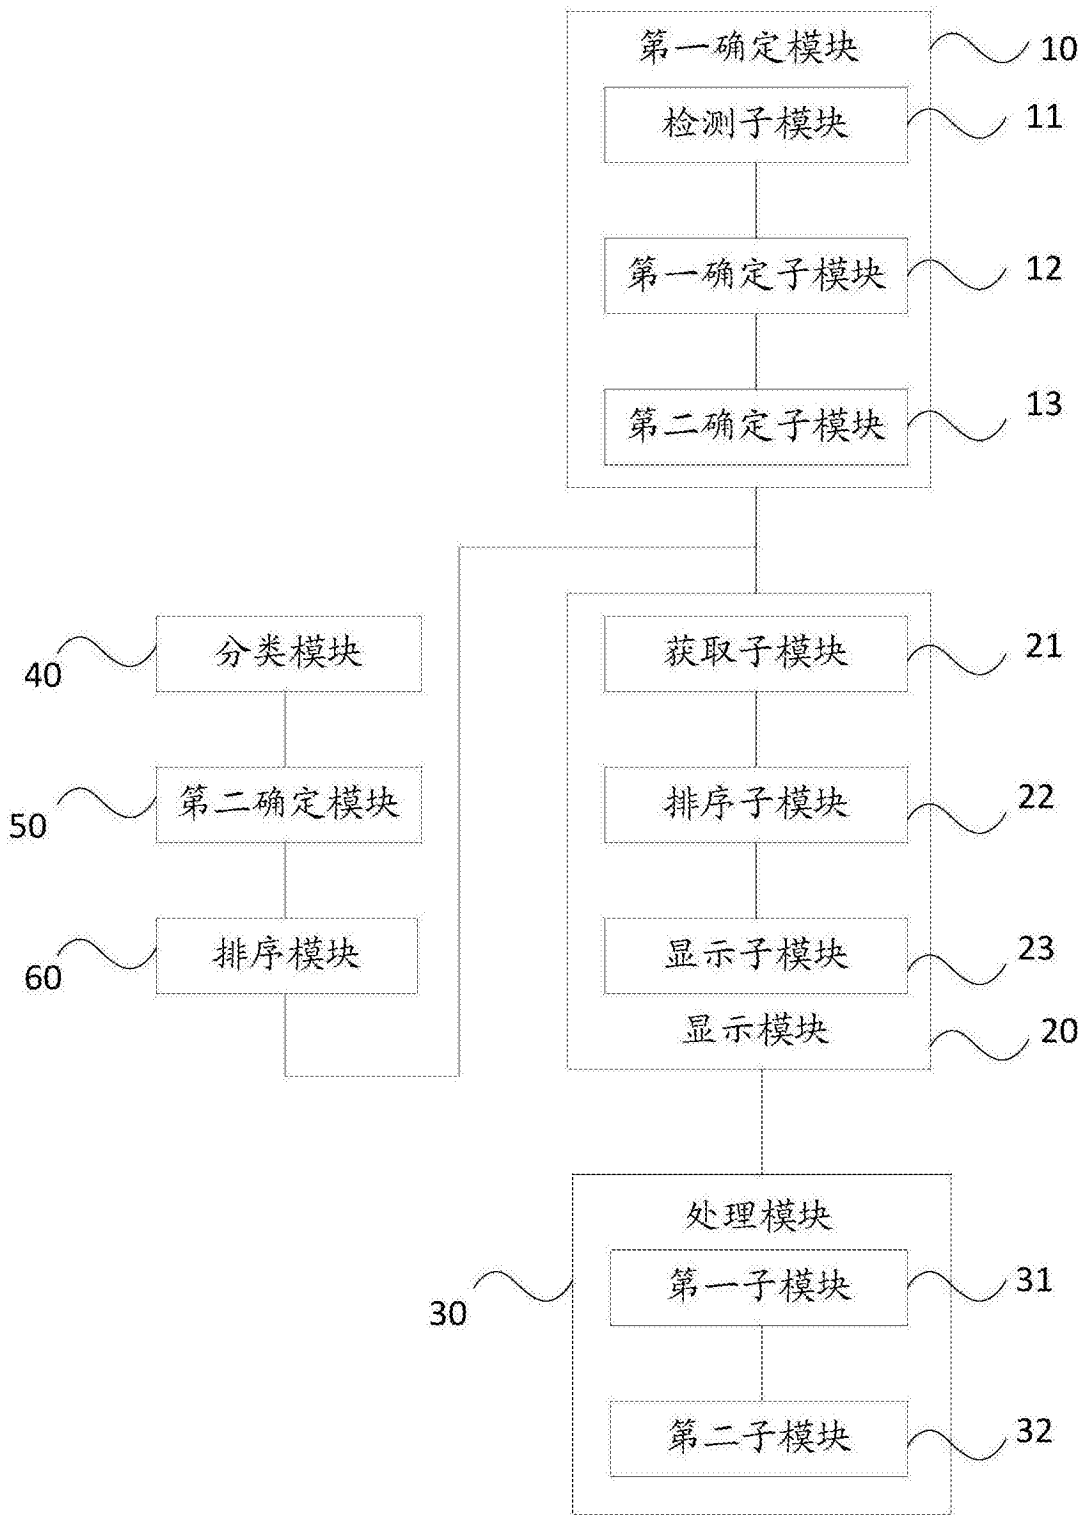 第一确定模块
10
检测子模块
11
第一确定子模块
12
第二确定子模块
13
分类模块
40
第二确定模块
50
排序模块
60
获取子模块
21
排序子模块
22
显示子模块
23
显示模块
20
处理模块
30
第一子模块
31
第二子模块
32